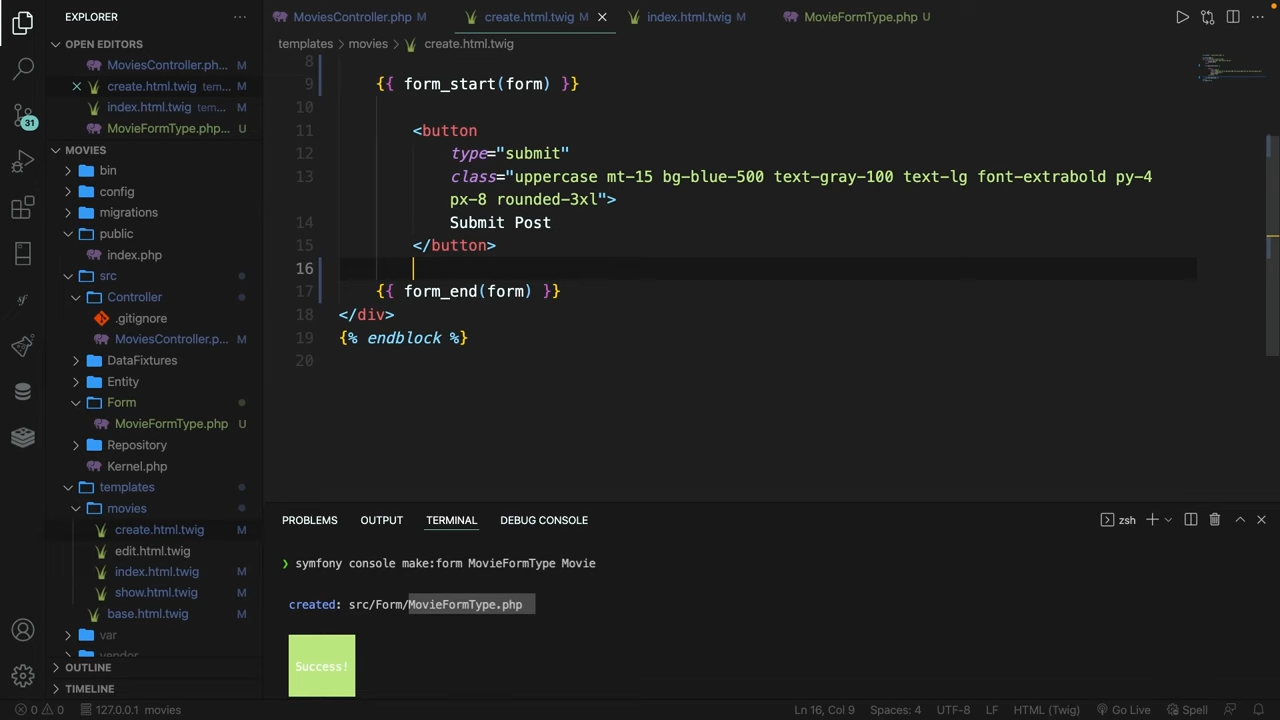 EXPLORER
···
MoviesController.php M
create.html.twig M
index.html.twig M
MovieFormType.php U
OPEN EDITORS
MoviesController.ph... M
create.html.twig tem... M
index.html.twig tem... M
MovieFormType.php... U
MOVIES
bin
config
migrations
public
index.php
src
Controller
.gitignore
MoviesController.p... M
DataFixtures
Entity
Form
MovieFormType.php U
Repository
Kernel.php
templates
movies
create.html.twig M
edit.html.twig
index.html.twig M
show.html.twig M
base.html.twig M
var
vendor
OUTLINE
TIMELINE
31
templates > movies > create.html.twig
8
9 {{ form_start(form) }}
10
11 <button
12 type="submit"
13 class="uppercase mt-15 bg-blue-500 text-gray-100 text-lg font-extrabold py-4
px-8 rounded-3xl">
14 Submit Post
15 </button>
16
17 {{ form_end(form) }}
18 </div>
19 {% endblock %}
20
PROBLEMS OUTPUT TERMINAL DEBUG CONSOLE
zsh
❯ symfony console make:form MovieFormType Movie
created: src/Form/MovieFormType.php
Success!
0 0 127.0.0.1 movies
Ln 16, Col 9 Spaces: 4 UTF-8 LF HTML (Twig) Go Live Spell